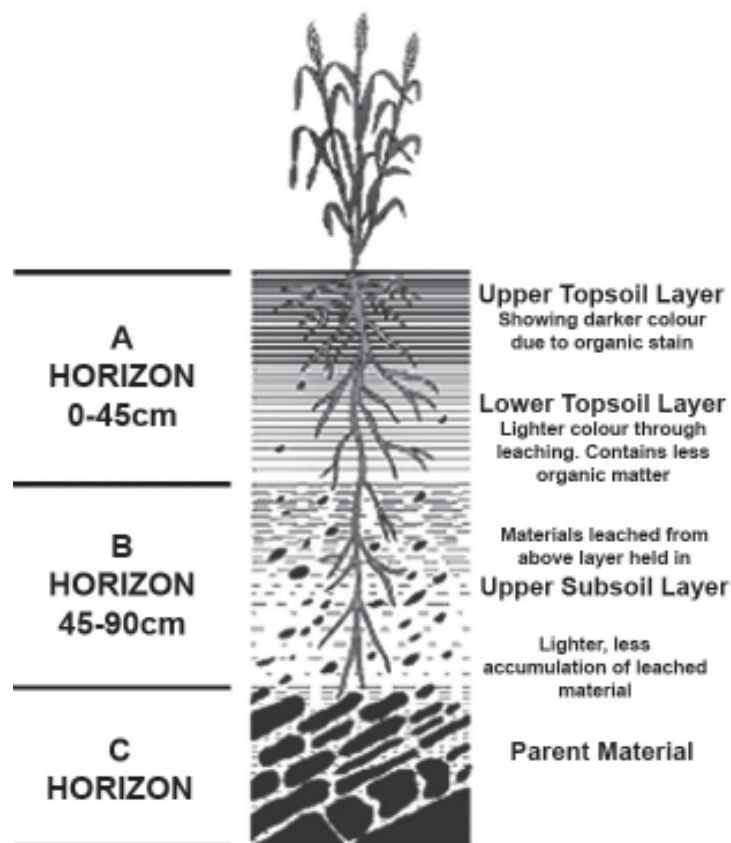 A
HORIZON
0-45cm
Upper Topsoil Layer
Showing darker colour
due to organic stain
Lower Topsoil Layer
Lighter colour through
leaching. Contains less
organic matter
B
HORIZON
45-90cm
Materials leached from
above layer held in
Upper Subsoil Layer
Lighter, less
accumulation of leached
material
C
HORIZON
Parent Material